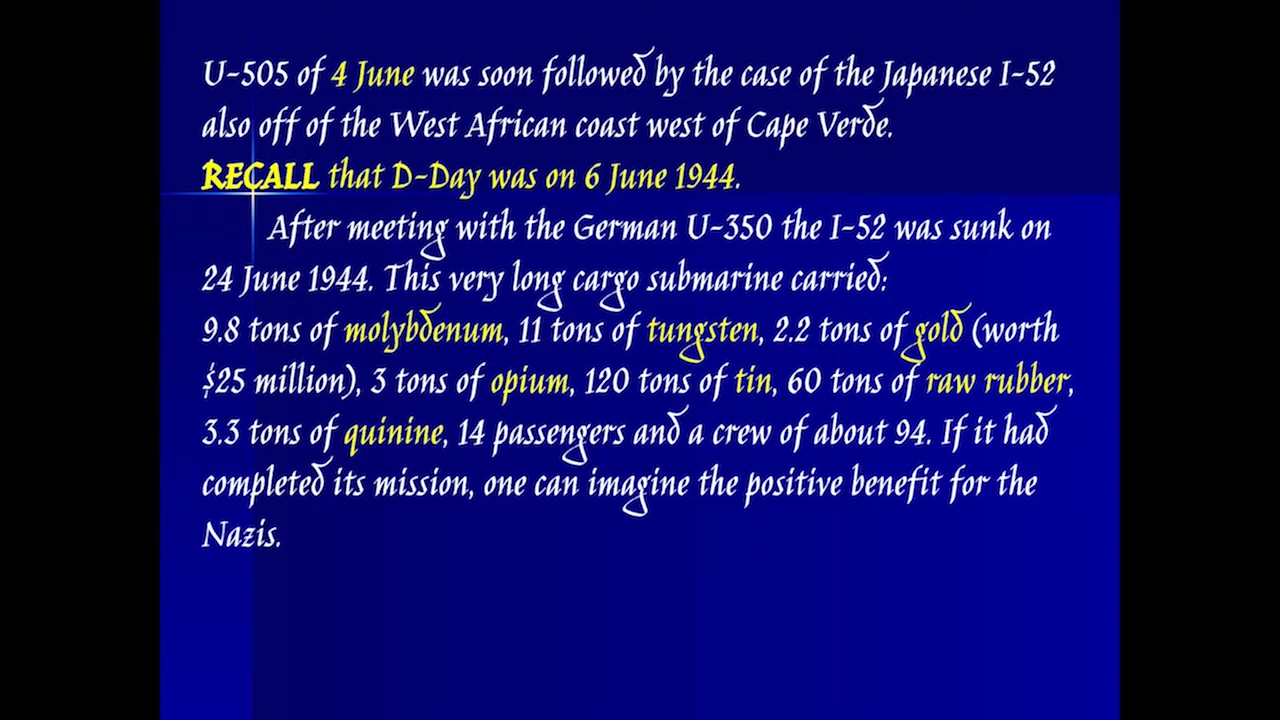 U-505 of 4 June was soon followed by the case of the Japanese I-52
also off of the West African coast west of Cape Verde.
RECALL that D-Day was on 6 June 1944.
After meeting with the German U-350 the I-52 was sunk on
24 June 1944. This very long cargo submarine carried:
9.8 tons of molybdenum, 11 tons of tungsten, 2.2 tons of gold (worth
$25 million), 3 tons of opium, 120 tons of tin, 60 tons of raw rubber,
3.3 tons of quinine, 14 passengers and a crew of about 94. If it had
completed its mission, one can imagine the positive benefit for the
Nazis.